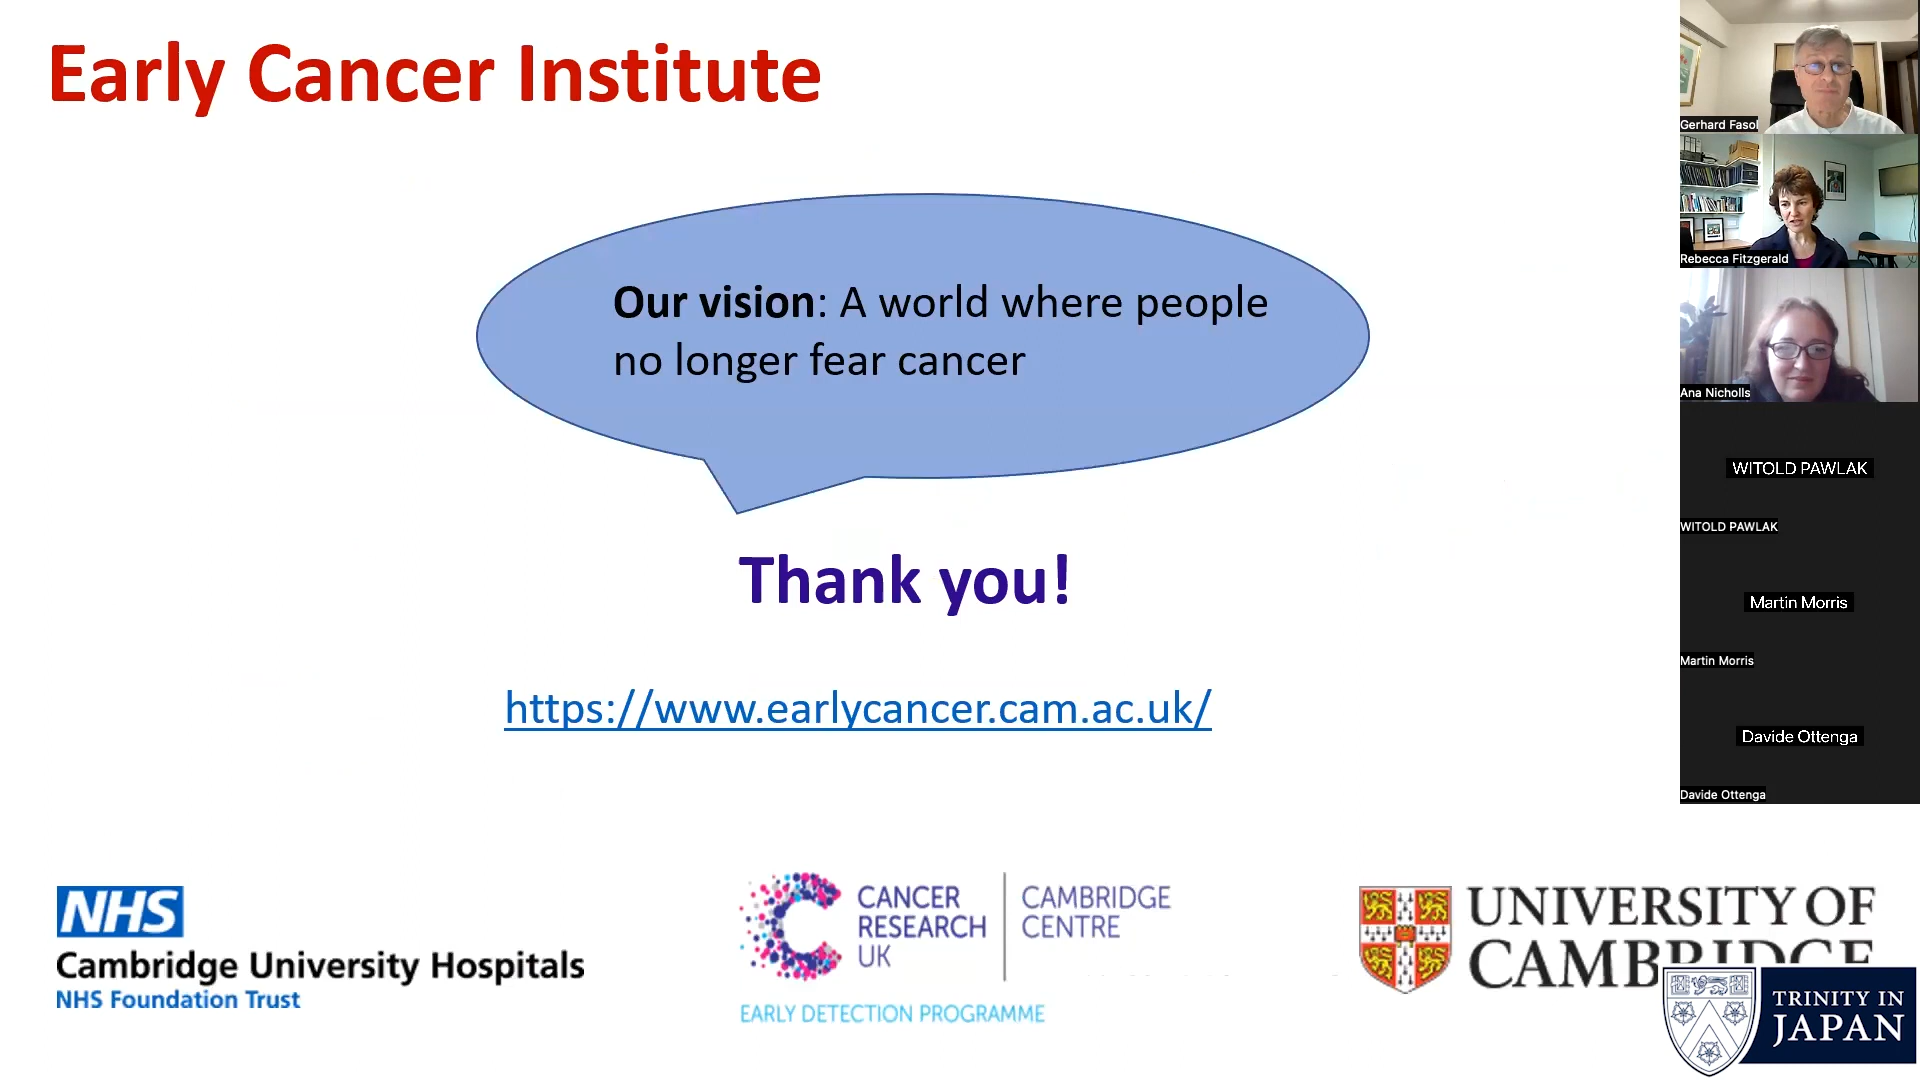 Early Cancer Institute
Our vision: A world where people
no longer fear cancer
Thank you!
https://www.earlycancer.cam.ac.uk/
NHS
Cambridge University Hospitals
NHS Foundation Trust
CANCER
RESEARCH
UK
CAMBRIDGE
CENTRE
EARLY DETECTION PROGRAMME
UNIVERSITY OF
CAMBRIDGE
TRINITY IN
JAPAN
Gerhard Fasol
Rebecca Fitzgerald
Ana Nicholls
WITOLD PAWLAK
WITOLD PAWLAK
Martin Morris
Martin Morris
Davide Ottenga
Davide Ottenga